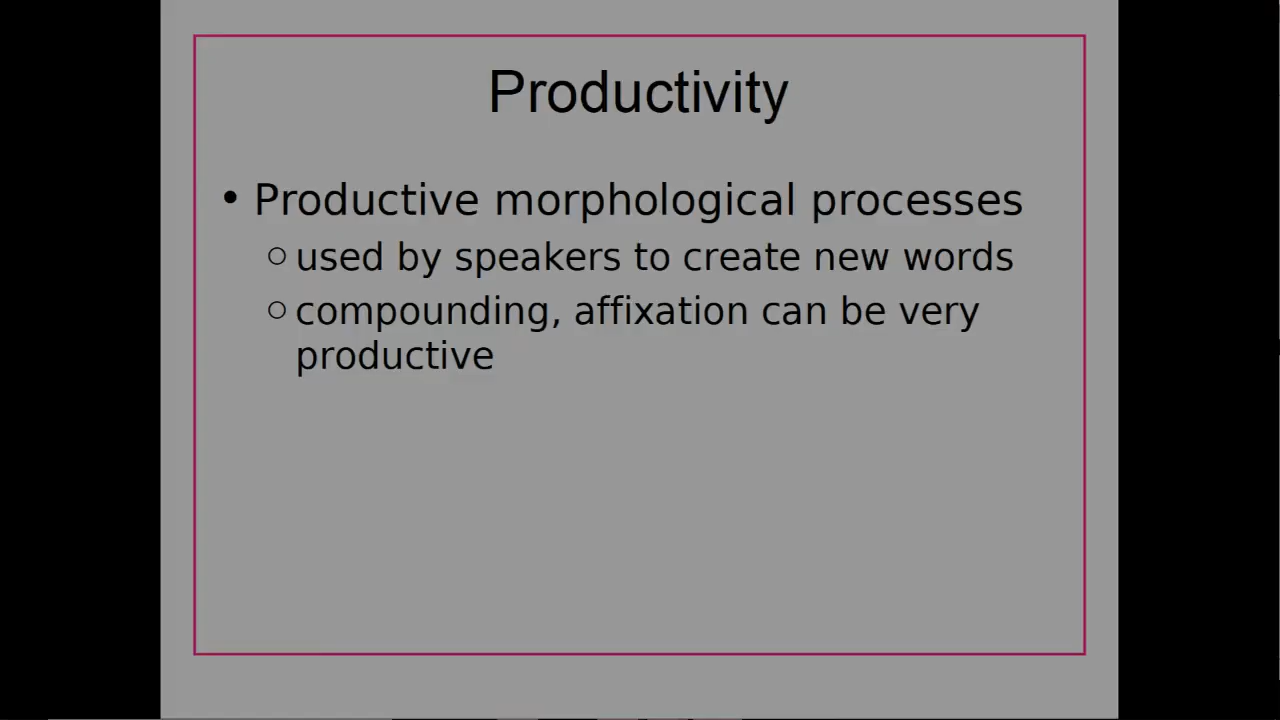 Productivity
• Productive morphological processes
○ used by speakers to create new words
○ compounding, affixation can be very
productive